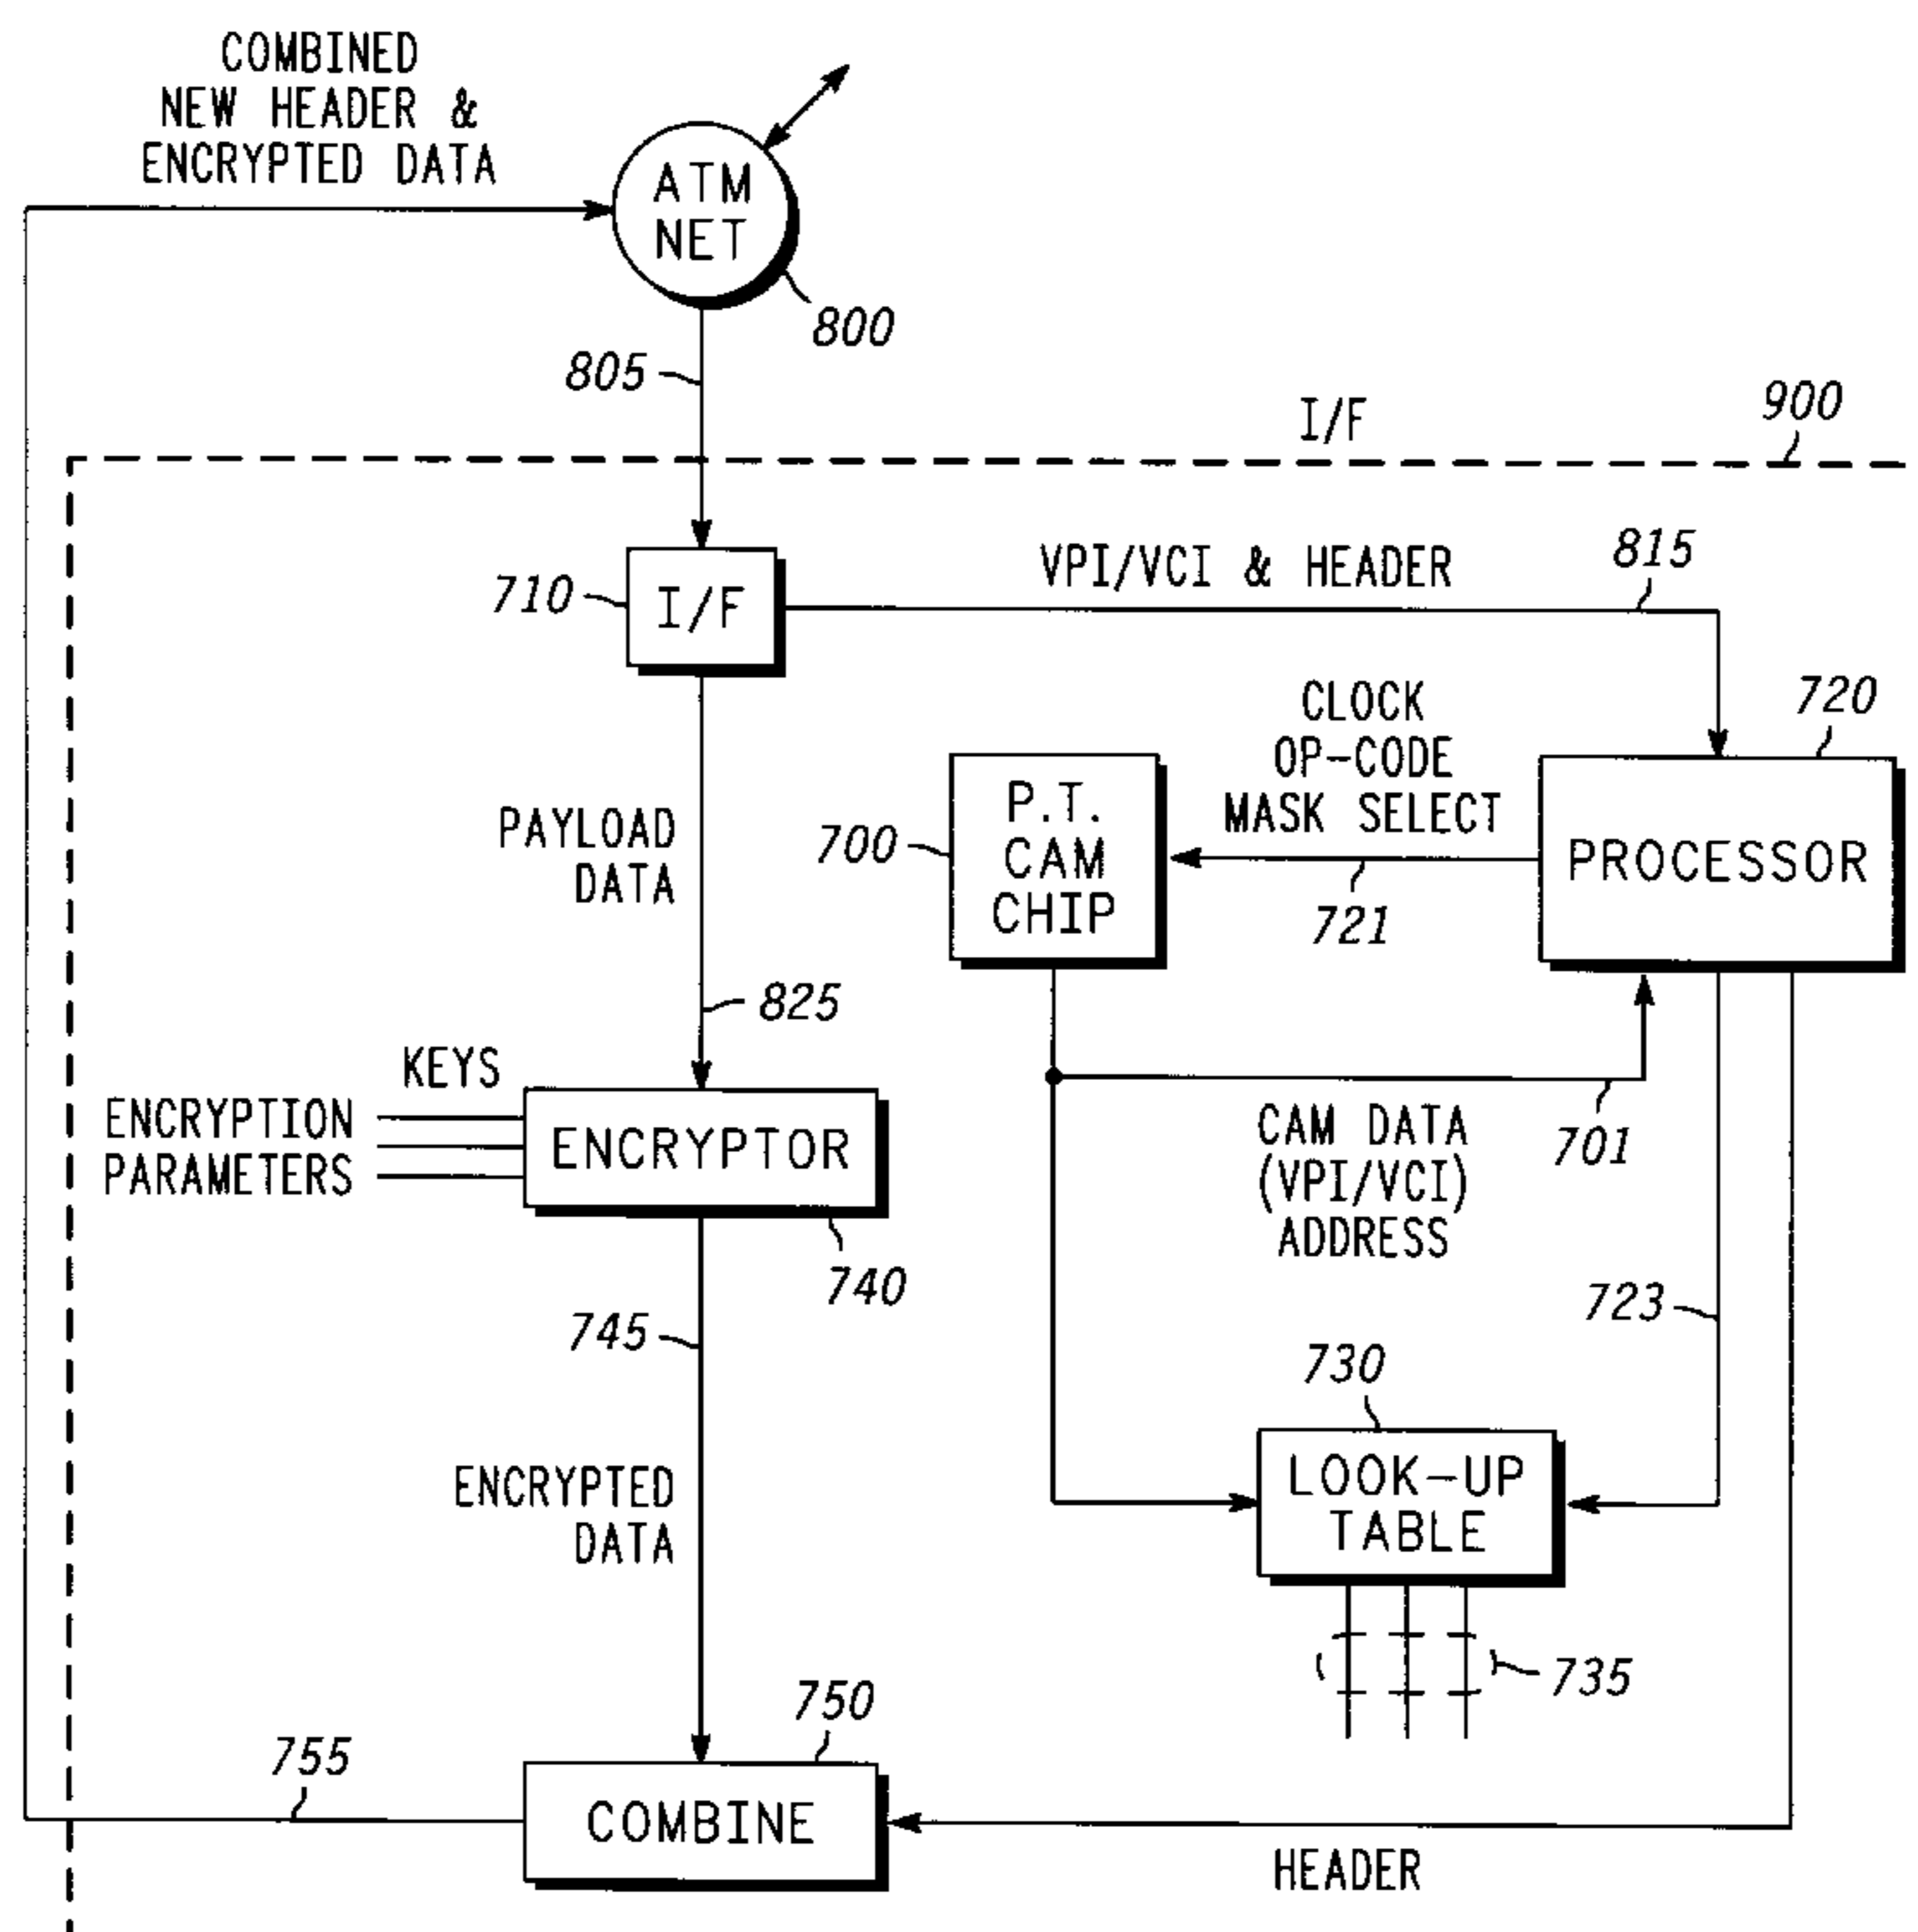 COMBINED
NEW HEADER &
ENCRYPTED DATA
ATM
NET
800
805
I/F
900
710
I/F
VPI/VCI & HEADER
815
CLOCK
OP-CODE
MASK SELECT
720
P.T.
CAM
CHIP
700
721
PROCESSOR
PAYLOAD
DATA
825
KEYS
ENCRYPTION
PARAMETERS
ENCRYPTOR
740
CAM DATA
(VPI/VCI)
ADDRESS
701
723
745
730
LOOK-UP
TABLE
ENCRYPTED
DATA
735
750
755
COMBINE
HEADER